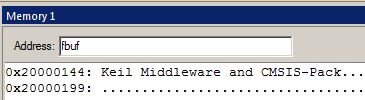 Memory 1
Address: fbuf
0x20000144: Keil Middleware and CMSIS-Pack...
0x20000199: ..................................